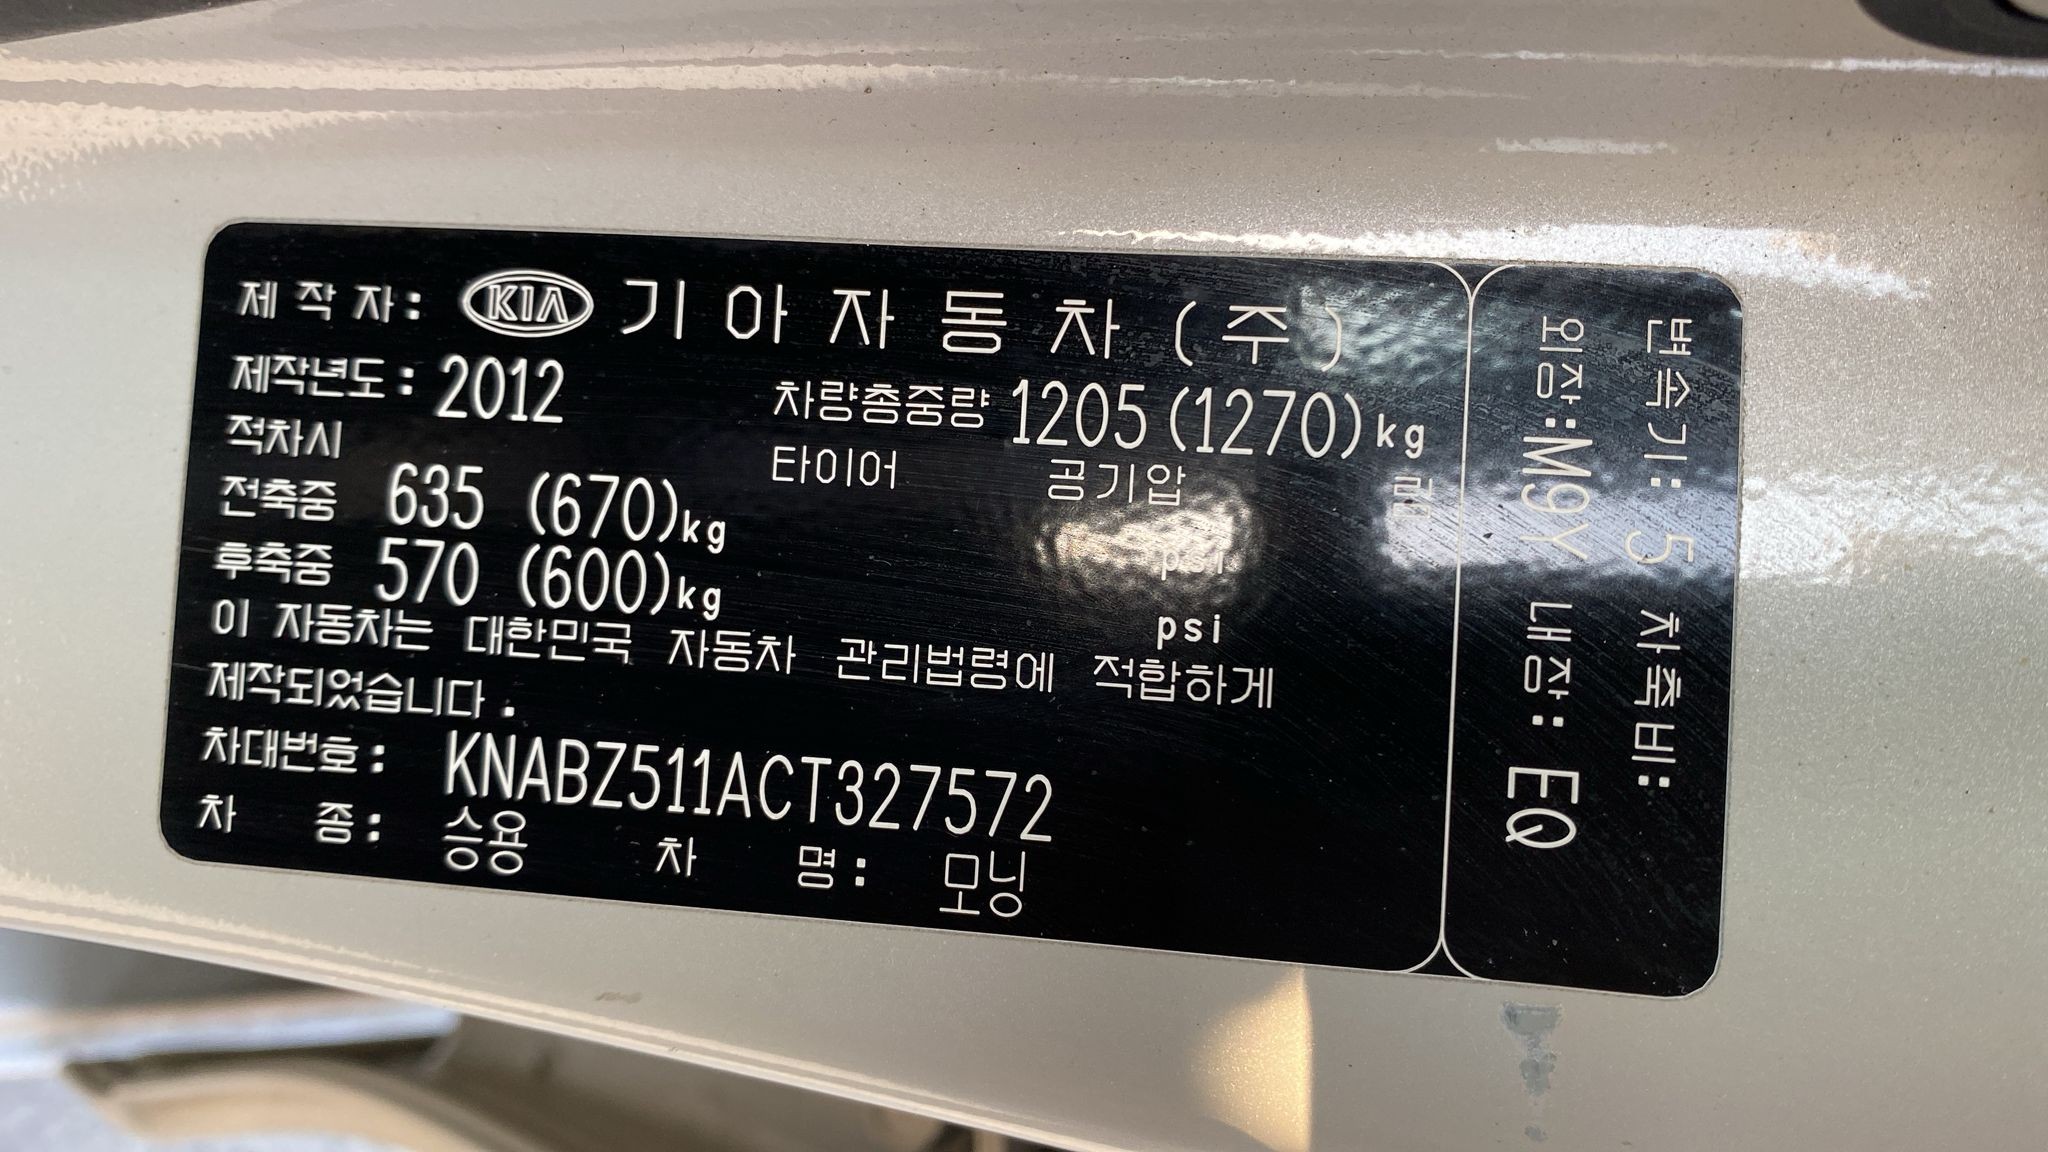 제 작 자: KIA 기 아 자 동 차 (주)
제작년도: 2012 차량총중량 1205 (1270)kg
적차시 타이어 공기압 림
전축중 635 (670)kg psi
후축중 570 (600)kg psi
이 자동차는 대한민국 자동차 관리법령에 적합하게
제작되었습니다.
차대번호: KNABZ511ACT327572
차 종: 승용 차 명: 모닝
변속기: 5 차축비:
외장:M9Y 내장: EQ